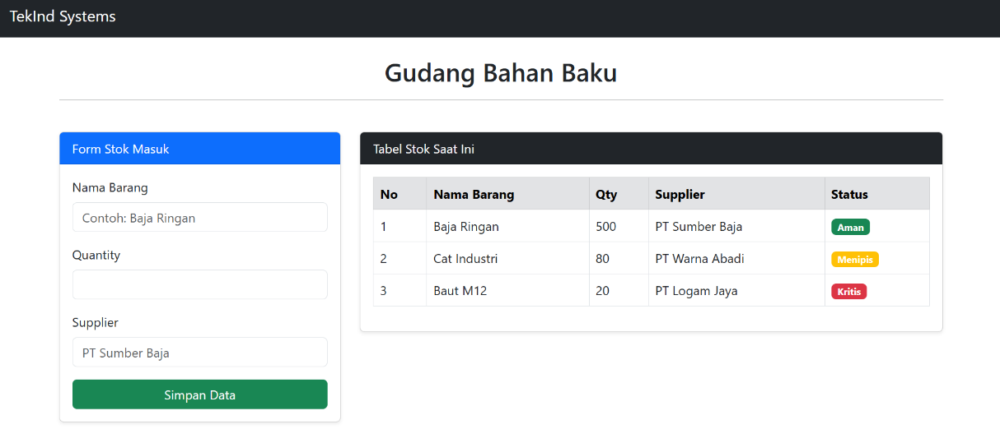 TekInd Systems
Gudang Bahan Baku
Form Stok Masuk
Nama Barang
Contoh: Baja Ringan
Quantity
Supplier
PT Sumber Baja
Simpan Data
Tabel Stok Saat Ini
No Nama Barang Qty Supplier Status
1 Baja Ringan 500 PT Sumber Baja Aman
2 Cat Industri 80 PT Warna Abadi Menipis
3 Baut M12 20 PT Logam Jaya Kritis